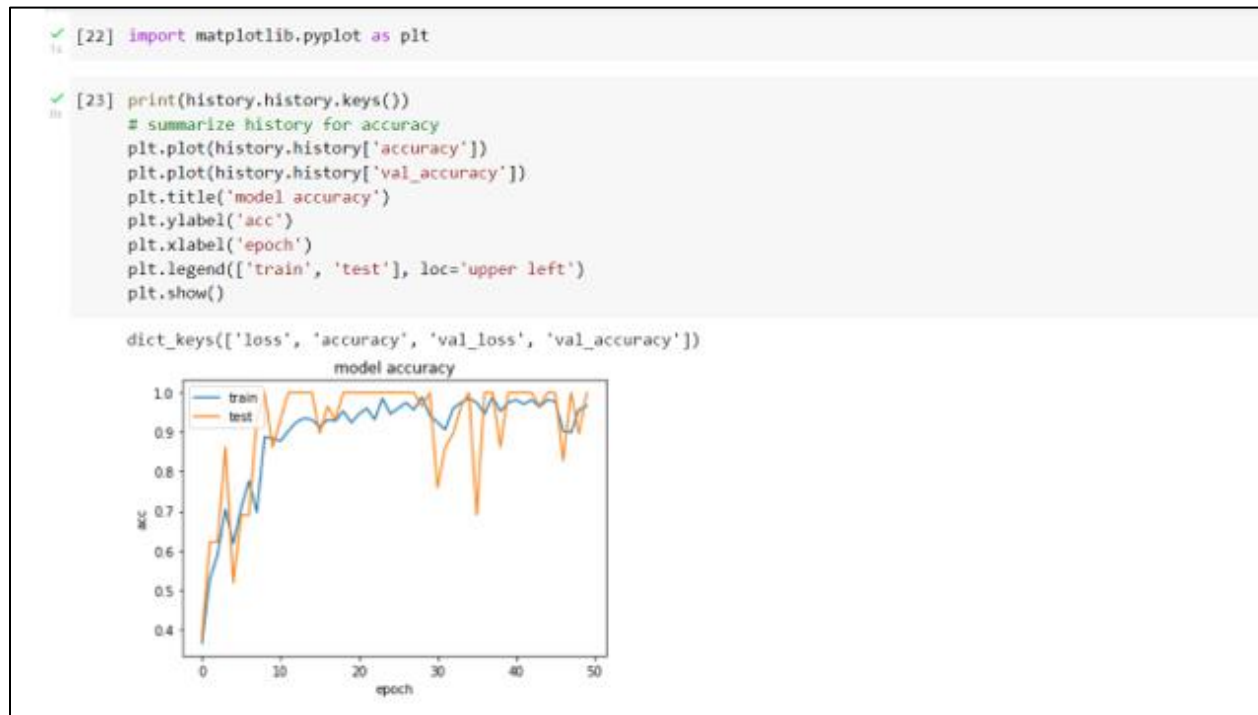 [22] import matplotlib.pyplot as plt
1s
[23] print(history.history.keys())
0s
# summarize history for accuracy
plt.plot(history.history['accuracy'])
plt.plot(history.history['val_accuracy'])
plt.title('model accuracy')
plt.ylabel('acc')
plt.xlabel('epoch')
plt.legend(['train', 'test'], loc='upper left')
plt.show()
dict_keys(['loss', 'accuracy', 'val_loss', 'val_accuracy'])
model accuracy
train
test
1.0
0.9
0.8
0.7
0.6
0.5
0.4
acc
0 10 20 30 40 50
epoch